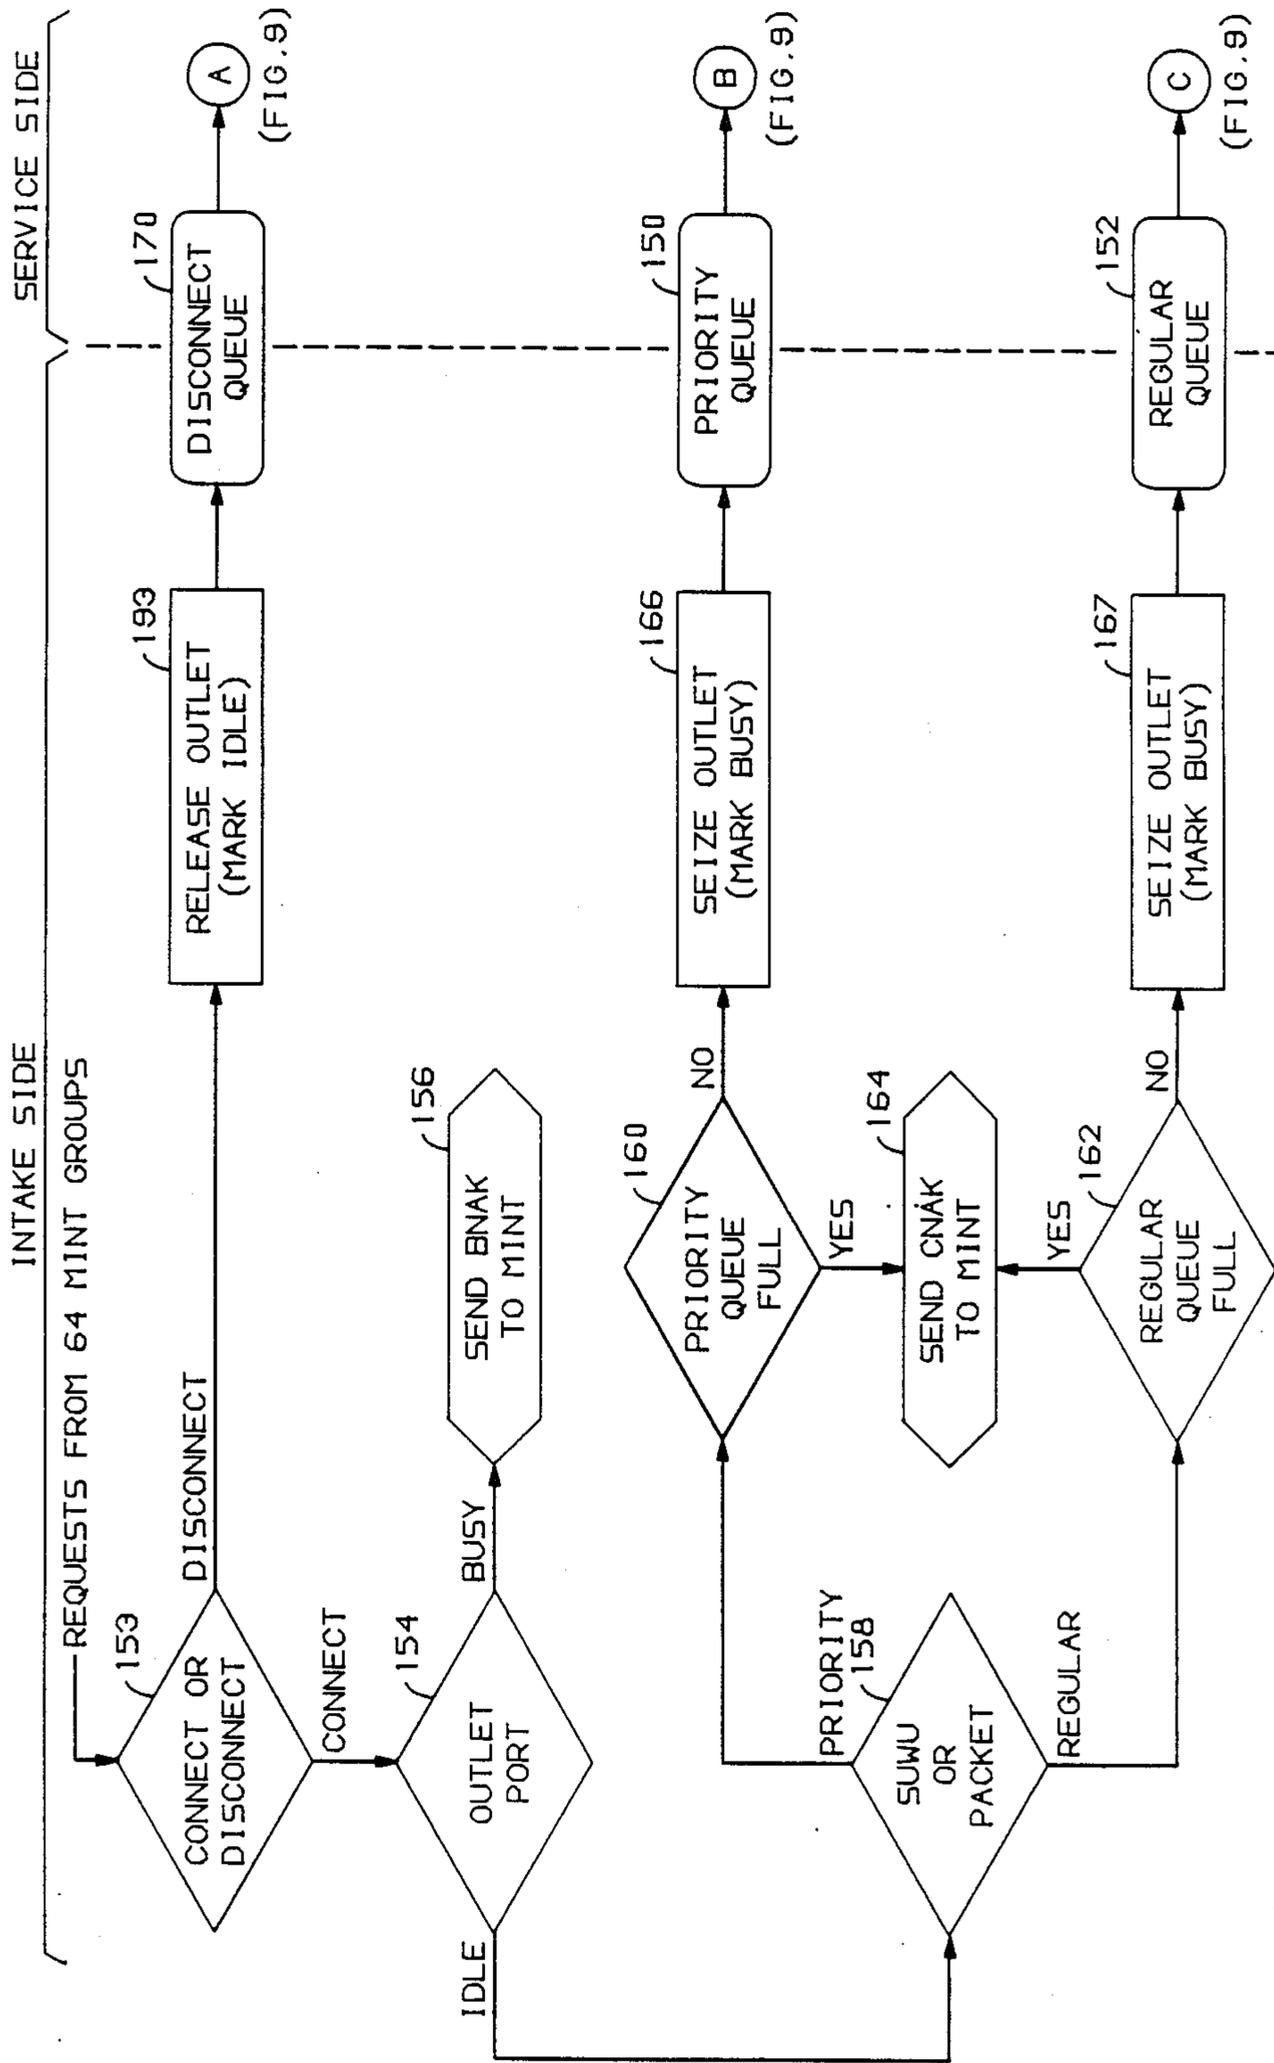 INTAKE SIDE
SERVICE SIDE
REQUESTS FROM 64 MINT GROUPS
153
CONNECT OR
DISCONNECT
DISCONNECT
193
RELEASE OUTLET
(MARK IDLE)
170
DISCONNECT
QUEUE
A
(FIG.9)
CONNECT
154
OUTLET
PORT
BUSY
156
SEND BNAK
TO MINT
IDLE
PRIORITY
158
SUWU
OR
PACKET
REGULAR
160
PRIORITY
QUEUE
FULL
NO
166
SEIZE OUTLET
(MARK BUSY)
150
PRIORITY
QUEUE
B
(FIG.9)
YES
164
SEND CNAK
TO MINT
YES
162
REGULAR
QUEUE
FULL
NO
167
SEIZE OUTLET
(MARK BUSY)
152
REGULAR
QUEUE
C
(FIG.9)